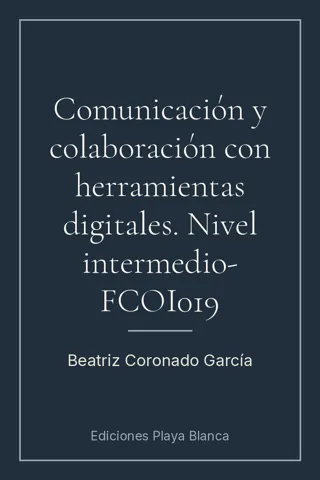 Comunicación y
colaboración con
herramientas
digitales. Nivel
intermedio-
FCOI019
Beatriz Coronado García
Ediciones Playa Blanca